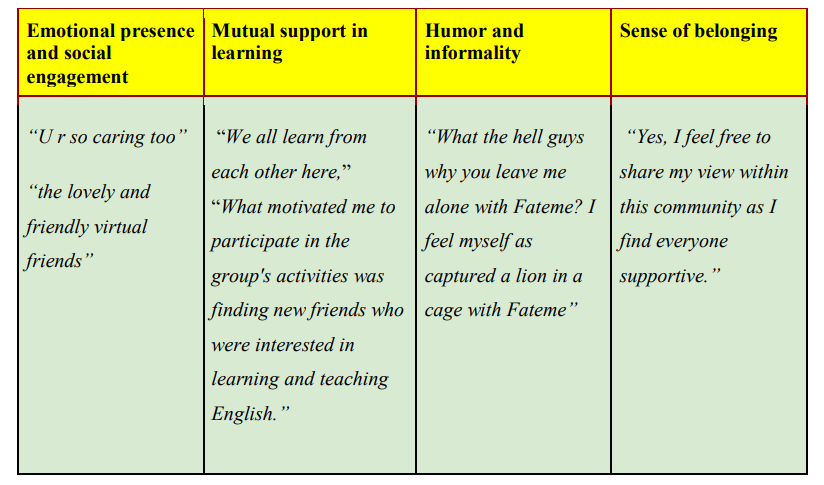 Emotional presence
and social
engagement
Mutual support in
learning
Humor and
informality
Sense of belonging
“U r so caring too”
“the lovely and
friendly virtual
friends”
“We all learn from
each other here,”
“What motivated me to
participate in the
group's activities was
finding new friends who
were interested in
learning and teaching
English.”
“What the hell guys
why you leave me
alone with Fateme? I
feel myself as
captured a lion in a
cage with Fateme”
“Yes, I feel free to
share my view within
this community as I
find everyone
supportive.”